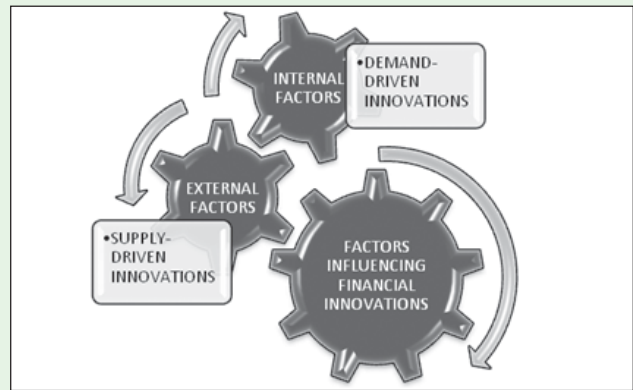 INTERNAL
FACTORS
•DEMAND-
DRIVEN
INNOVATIONS
EXTERNAL
FACTORS
•SUPPLY-
DRIVEN
INNOVATIONS
FACTORS
INFLUENCING
FINANCIAL
INNOVATIONS